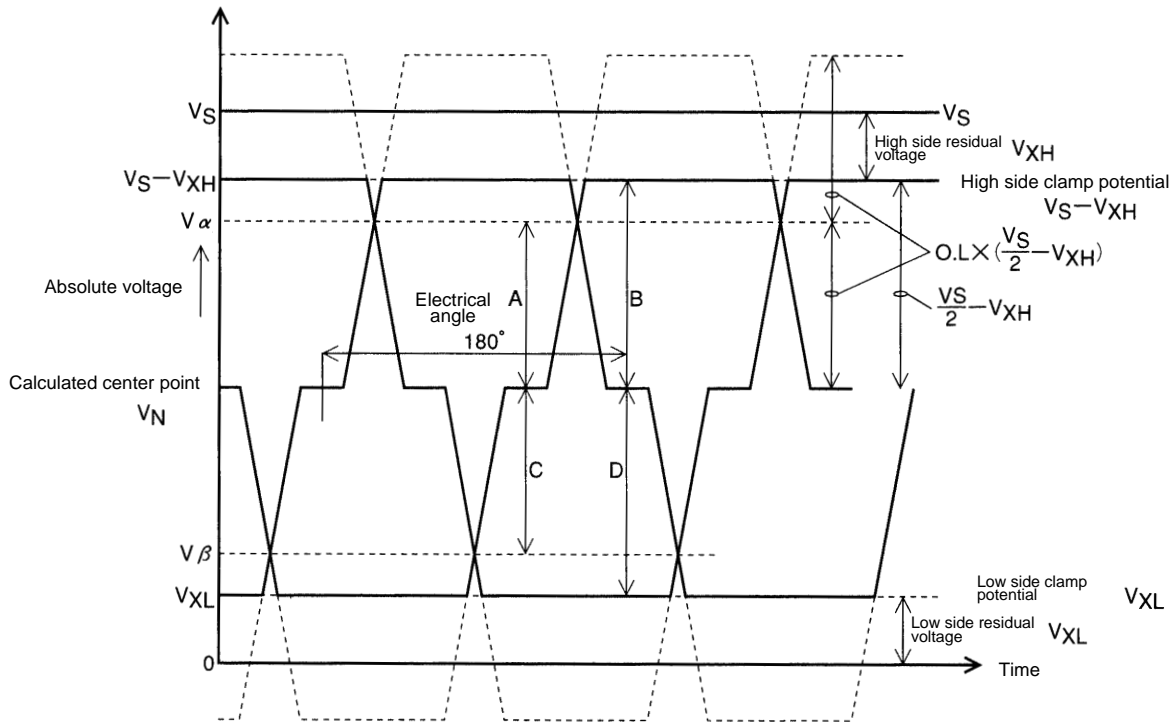 VS
VS
High side residual
voltage
VXH
VS—VXH
High side clamp potential
VS—VXH
Vα
O.L×(VS/2—VXH)
Absolute voltage
Electrical
angle
A
B
VS/2—VXH
180°
Calculated center point
VN
C
D
Vβ
VXL
Low side clamp
potential
VXL
Low side residual
voltage
VXL
0
Time